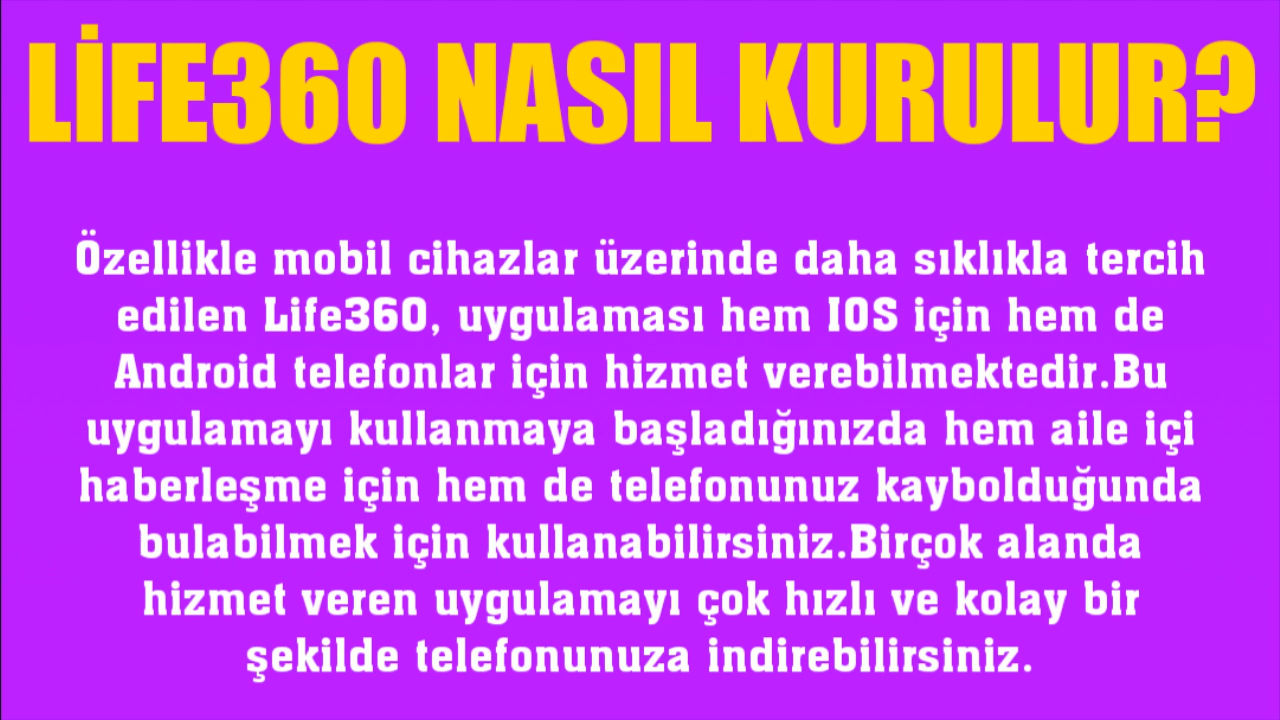 LİFE360 NASIL KURULUR?
Özellikle mobil cihazlar üzerinde daha sıklıkla tercih
edilen Life360, uygulaması hem IOS için hem de
Android telefonlar için hizmet verebilmektedir.Bu
uygulamayı kullanmaya başladığınızda hem aile içi
haberleşme için hem de telefonunuz kaybolduğunda
bulabilmek için kullanabilirsiniz.Birçok alanda
hizmet veren uygulamayı çok hızlı ve kolay bir
şekilde telefonunuza indirebilirsiniz.